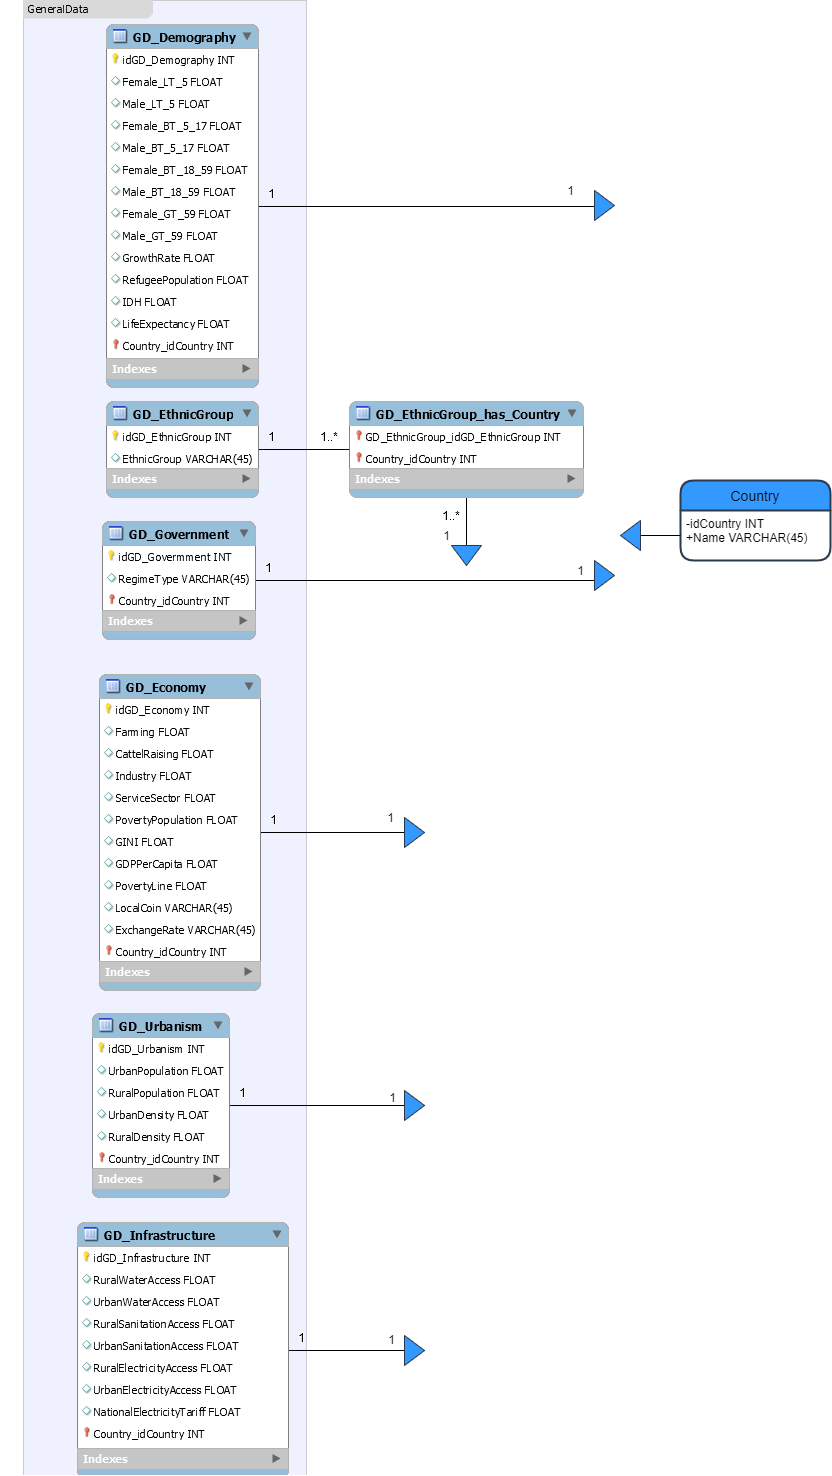 GeneralData
GD_Demography
idGD_Demography INT
Female_LT_5 FLOAT
Male_LT_5 FLOAT
Female_BT_5_17 FLOAT
Male_BT_5_17 FLOAT
Female_BT_18_59 FLOAT
Male_BT_18_59 FLOAT
Female_GT_59 FLOAT
Male_GT_59 FLOAT
GrowthRate FLOAT
RefugeePopulation FLOAT
IDH FLOAT
LifeExpectancy FLOAT
Country_idCountry INT
Indexes
1
1
GD_EthnicGroup
idGD_EthnicGroup INT
EthnicGroup VARCHAR(45)
Indexes
1
1..*
GD_EthnicGroup_has_Country
GD_EthnicGroup_idGD_EthnicGroup INT
Country_idCountry INT
Indexes
1..*
1
Country
-idCountry INT
+Name VARCHAR(45)
GD_Government
idGD_Government INT
RegimeType VARCHAR(45)
Country_idCountry INT
Indexes
1
1
GD_Economy
idGD_Economy INT
Farming FLOAT
CattelRaising FLOAT
Industry FLOAT
ServiceSector FLOAT
PovertyPopulation FLOAT
GINI FLOAT
GDPPerCapita FLOAT
PovertyLine FLOAT
LocalCoin VARCHAR(45)
ExchangeRate VARCHAR(45)
Country_idCountry INT
Indexes
1
1
GD_Urbanism
idGD_Urbanism INT
UrbanPopulation FLOAT
RuralPopulation FLOAT
UrbanDensity FLOAT
RuralDensity FLOAT
Country_idCountry INT
Indexes
1
1
GD_Infrastructure
idGD_Infrastructure INT
RuralWaterAccess FLOAT
UrbanWaterAccess FLOAT
RuralSanitationAccess FLOAT
UrbanSanitationAccess FLOAT
RuralElectricityAccess FLOAT
UrbanElectricityAccess FLOAT
NationalElectricityTariff FLOAT
Country_idCountry INT
Indexes
1
1